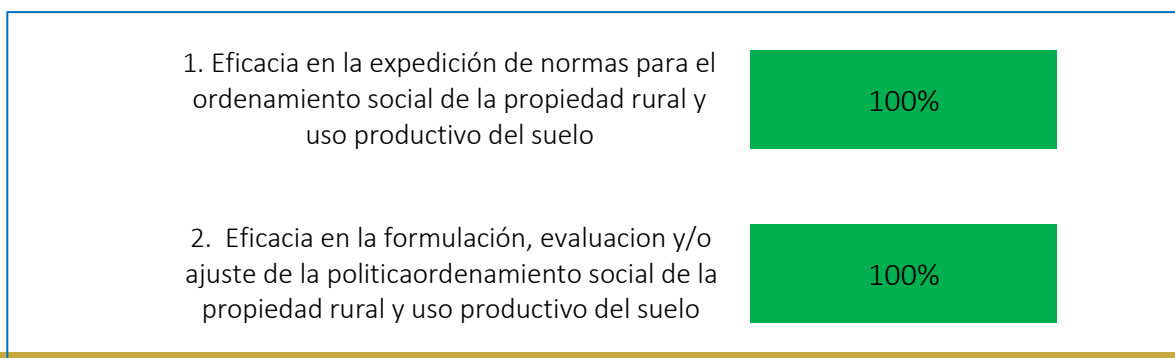 1. Eficacia en la expedición de normas para el
ordenamiento social de la propiedad rural y
uso productivo del suelo
100%
2.  Eficacia en la formulación, evaluacion y/o
ajuste de la politicaordenamiento social de la
propiedad rural y uso productivo del suelo
100%